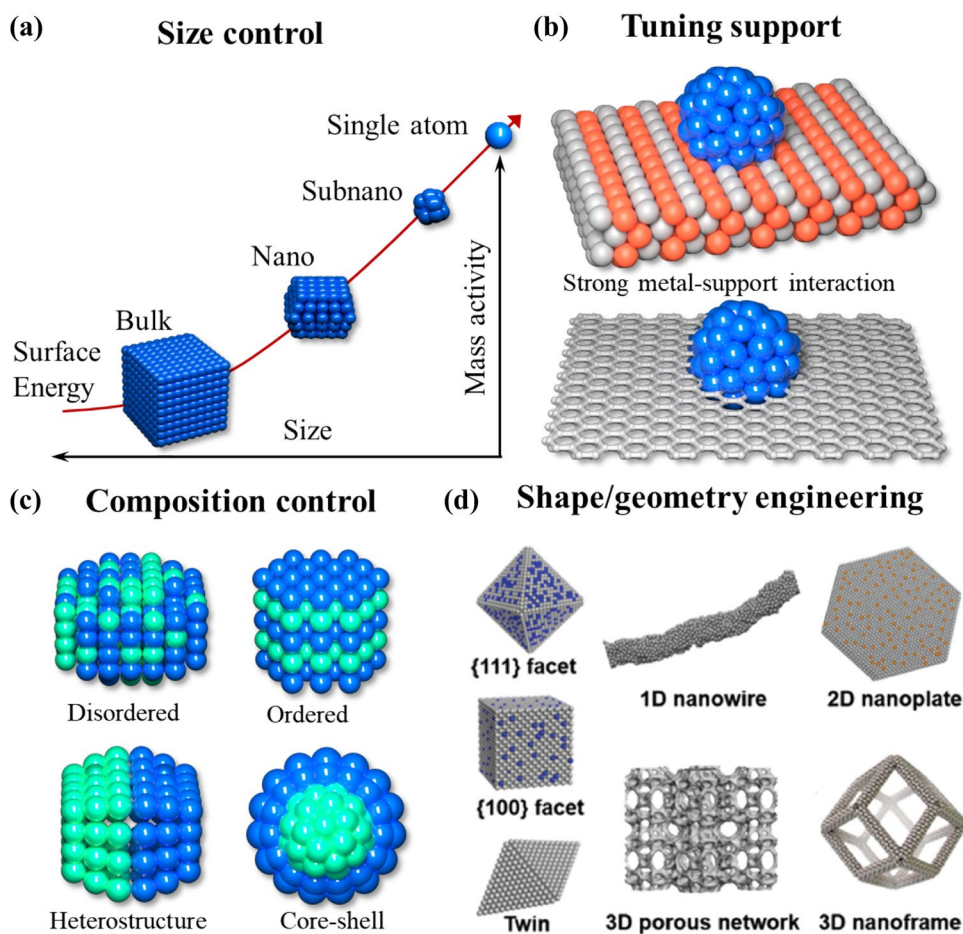 (a)
Size control
Single atom
Subnano
Nano
Bulk
Surface
Energy
Size
Mass activity
(b)
Tuning support
Strong metal-support interaction
(c)
Composition control
Disordered
Ordered
Heterostructure
Core-shell
(d)
Shape/geometry engineering
{111} facet
1D nanowire
2D nanoplate
{100} facet
Twin
3D porous network
3D nanoframe